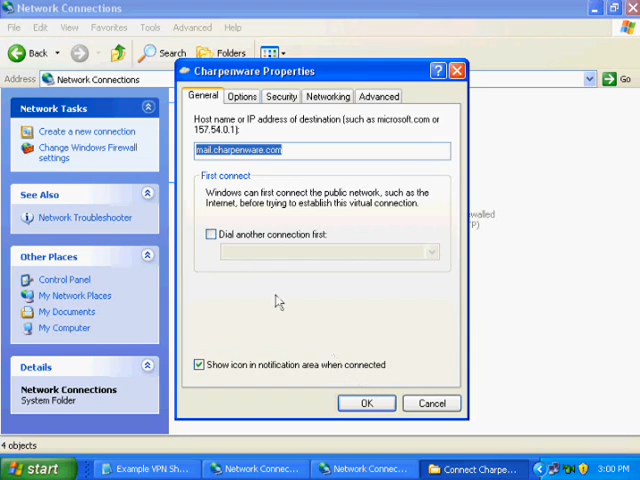 Network Connections
File Edit View Favorites Tools Advanced Help
Back Search Folders
Address Network Connections Go
Network Tasks
Create a new connection
Change Windows Firewall
settings
See Also
Network Troubleshooter
Other Places
Control Panel
My Network Places
My Documents
My Computer
Details
Network Connections
System Folder
Charpenware Properties
General Options Security Networking Advanced
Host name or IP address of destination (such as microsoft.com or
157.54.0.1):
mail.charpenware.com
First connect
Windows can first connect the public network, such as the
Internet, before trying to establish this virtual connection.
Dial another connection first:
Show icon in notification area when connected
OK Cancel
4 objects
start Example VPN Sh... Network Connec... Network Connec... Connect Charpe... 3:00 PM